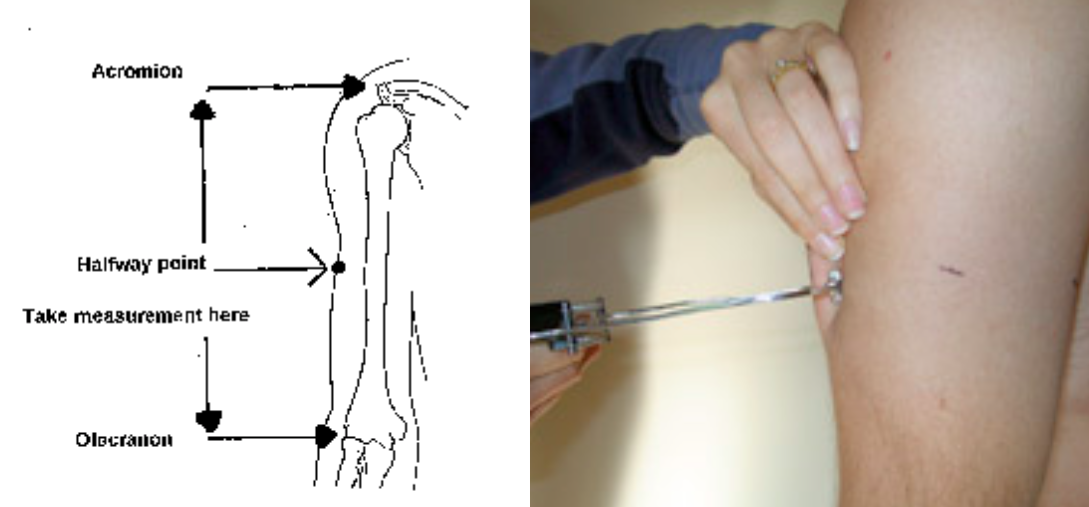 Acromion
Halfway point
Take measurement here
Olecranon